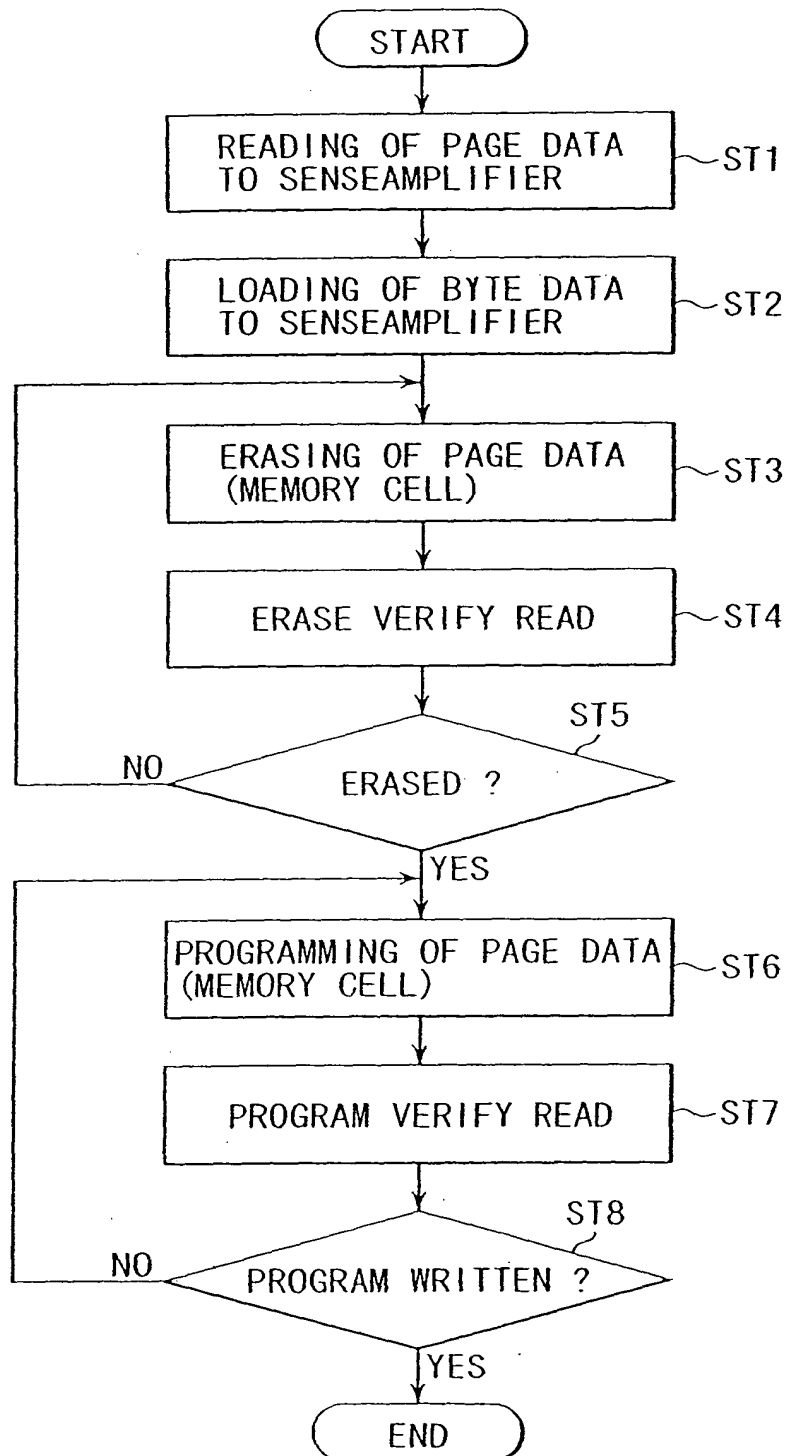 START
READING OF PAGE DATA
TO SENSEAMPLIFIER
ST1
LOADING OF BYTE DATA
TO SENSEAMPLIFIER
ST2
ERASING OF PAGE DATA
(MEMORY CELL)
ST3
ERASE VERIFY READ
ST4
ST5
NO
ERASED ?
YES
PROGRAMMING OF PAGE DATA
(MEMORY CELL)
ST6
PROGRAM VERIFY READ
ST7
ST8
NO
PROGRAM WRITTEN ?
YES
END